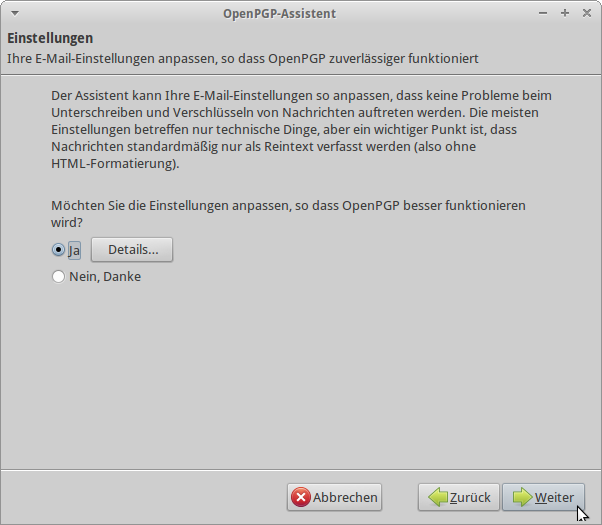 OpenPGP-Assistent
Einstellungen
Ihre E-Mail-Einstellungen anpassen, so dass OpenPGP zuverlässiger funktioniert
Der Assistent kann Ihre E-Mail-Einstellungen so anpassen, dass keine Probleme beim
Unterschreiben und Verschlüsseln von Nachrichten auftreten werden. Die meisten
Einstellungen betreffen nur technische Dinge, aber ein wichtiger Punkt ist, dass
Nachrichten standardmäßig nur als Reintext verfasst werden (also ohne
HTML-Formatierung).
Möchten Sie die Einstellungen anpassen, so dass OpenPGP besser funktionieren
wird?
Ja Details...
Nein, Danke
Abbrechen Zurück Weiter